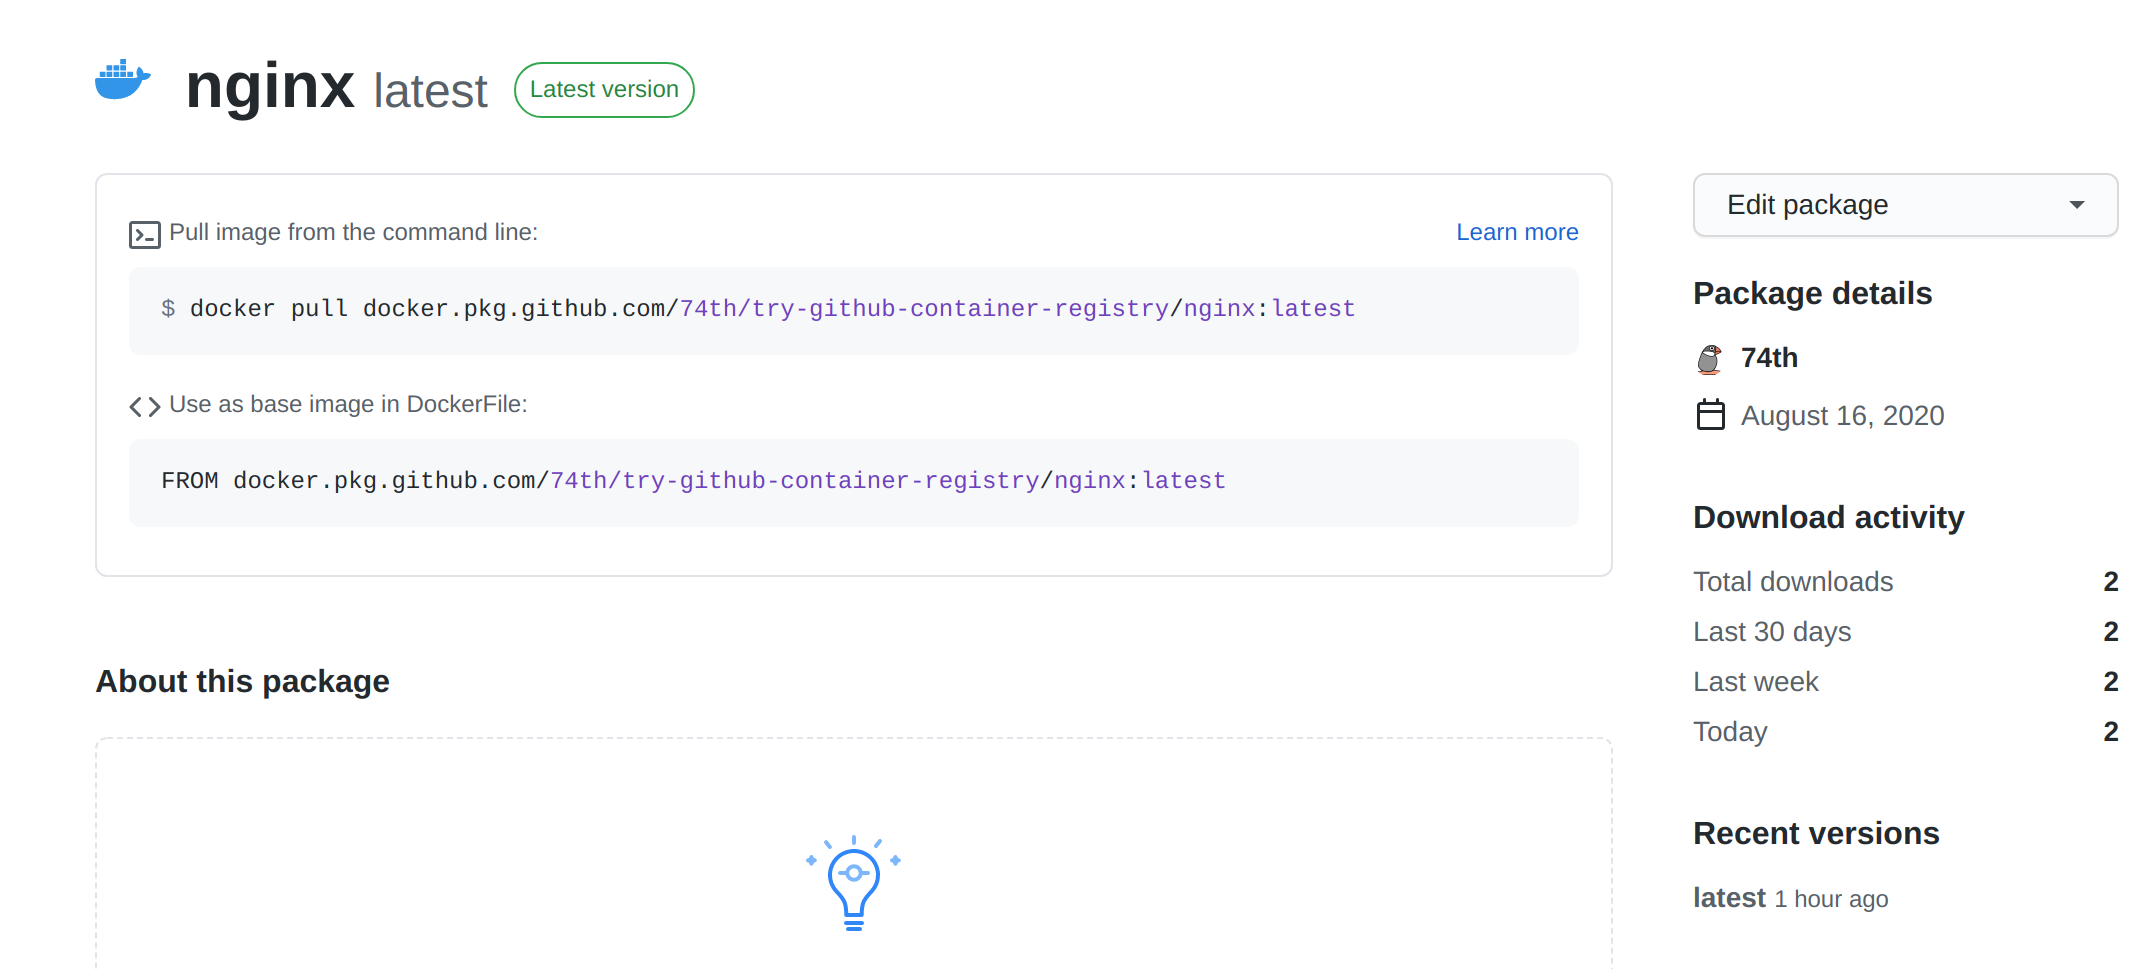 nginx latest Latest version
Pull image from the command line:
Learn more
$ docker pull docker.pkg.github.com/74th/try-github-container-registry/nginx:latest
Use as base image in DockerFile:
FROM docker.pkg.github.com/74th/try-github-container-registry/nginx:latest
About this package
Edit package
Package details
74th
August 16, 2020
Download activity
Total downloads 2
Last 30 days 2
Last week 2
Today 2
Recent versions
latest 1 hour ago